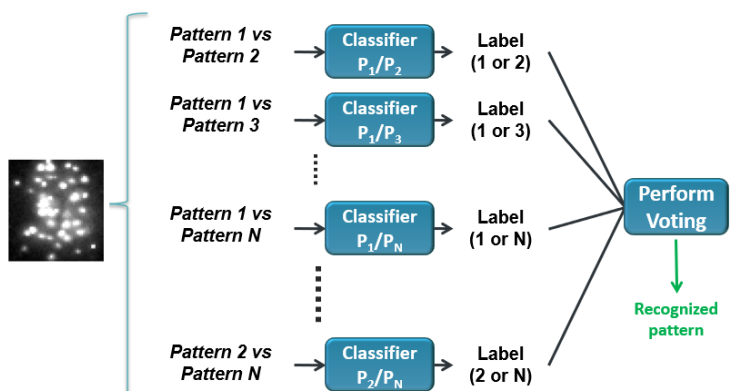 Pattern 1 vs
Pattern 2
Classifier
P₁/P₂
Label
(1 or 2)
Pattern 1 vs
Pattern 3
Classifier
P₁/P₃
Label
(1 or 3)
Pattern 1 vs
Pattern N
Classifier
P₁/P_N
Label
(1 or N)
Perform
Voting
Recognized
pattern
Pattern 2 vs
Pattern N
Classifier
P₂/P_N
Label
(2 or N)